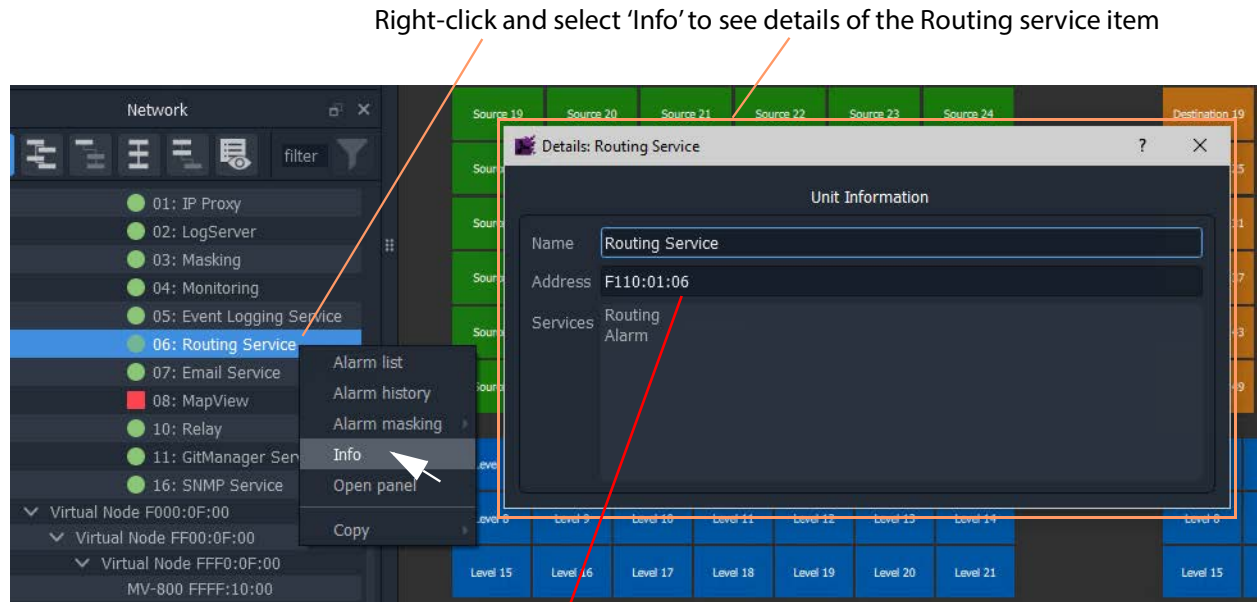 Right-click and select ‘Info’ to see details of the Routing service item
Network
filter
01: IP Proxy
02: LogServer
03: Masking
04: Monitoring
05: Event Logging Service
06: Routing Service
07: Email Service
08: MapView
10: Relay
11: GitManager Ser
16: SNMP Service
Virtual Node F000:0F:00
Virtual Node FF00:0F:00
Virtual Node FFF0:0F:00
MV-800 FFFF:10:00
Alarm list
Alarm history
Alarm masking
Info
Open panel
Copy
Source 19 Source 20 Source 21 Source 22 Source 23 Source 24 Destination 19
Details: Routing Service ? ×
Unit Information
Name Routing Service
Address F110:01:06
Services Routing
Alarm
Level 8 Level 9 Level 10 Level 11 Level 12 Level 13 Level 14 Level 8
Level 15 Level 16 Level 17 Level 18 Level 19 Level 20 Level 21 Level 15